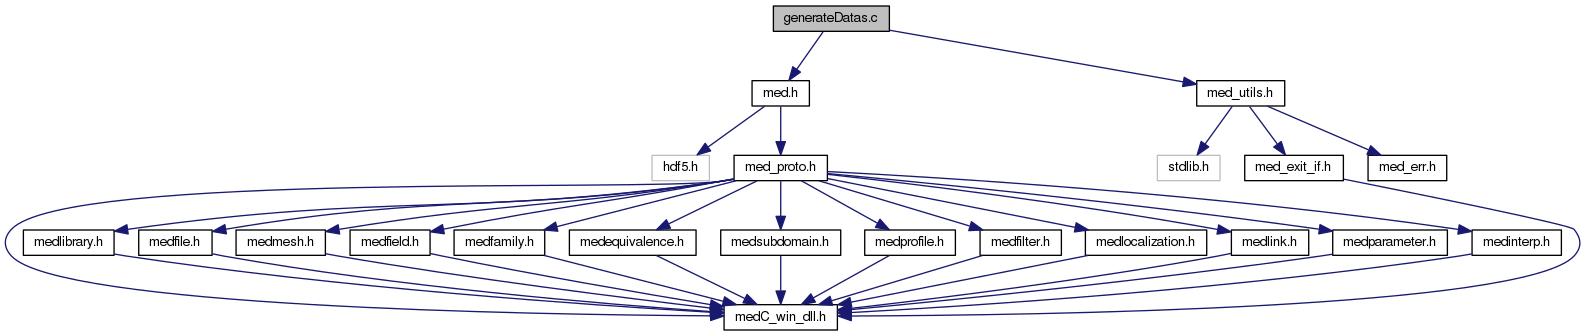 generateDatas.c
med.h
med_utils.h
hdf5.h
med_proto.h
stdlib.h
med_exit_if.h
med_err.h
medlibrary.h
medfile.h
medmesh.h
medfield.h
medfamily.h
medequivalence.h
medsubdomain.h
medprofile.h
medfilter.h
medlocalization.h
medlink.h
medparameter.h
medinterp.h
medC_win_dll.h